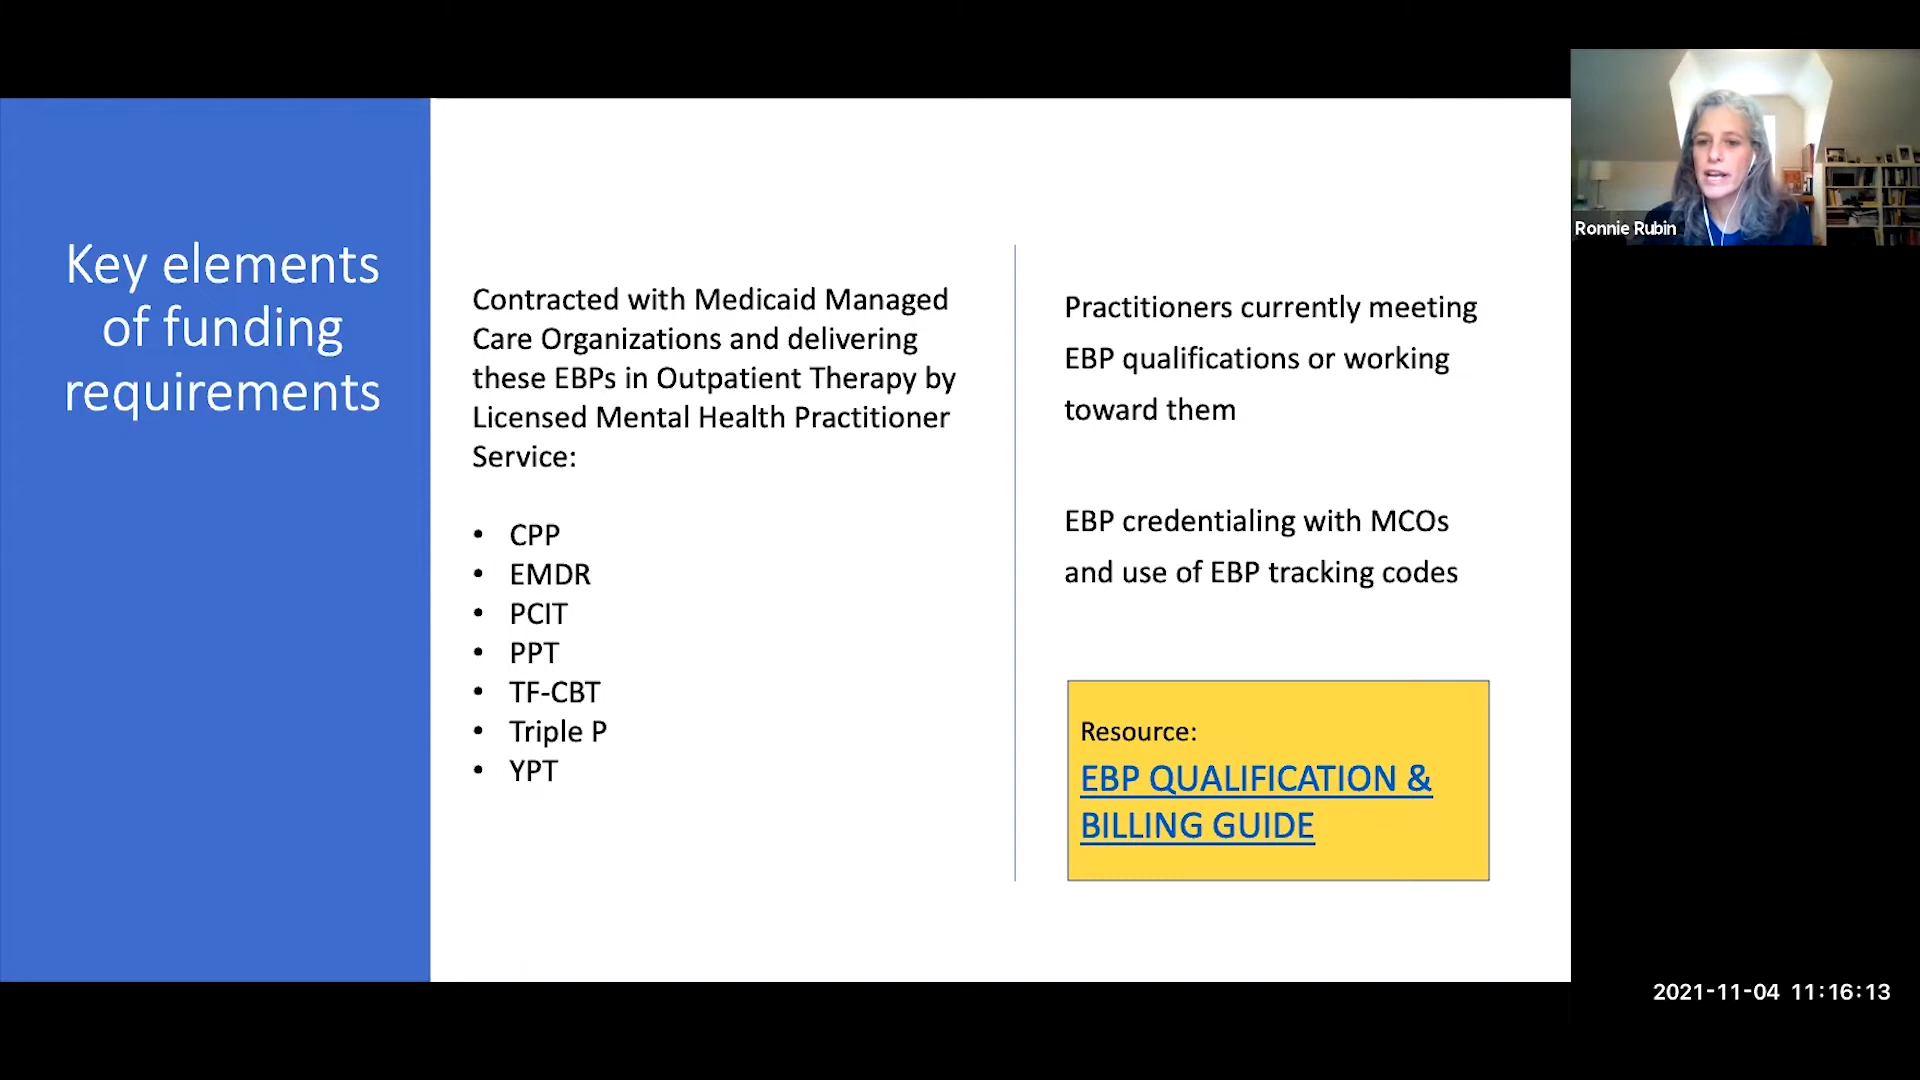 Key elements
of funding
requirements
Contracted with Medicaid Managed
Care Organizations and delivering
these EBPs in Outpatient Therapy by
Licensed Mental Health Practitioner
Service:
• CPP
• EMDR
• PCIT
• PPT
• TF-CBT
• Triple P
• YPT
Practitioners currently meeting
EBP qualifications or working
toward them
EBP credentialing with MCOs
and use of EBP tracking codes
Resource:
EBP QUALIFICATION &
BILLING GUIDE
Ronnie Rubin
2021-11-04 11:16:13